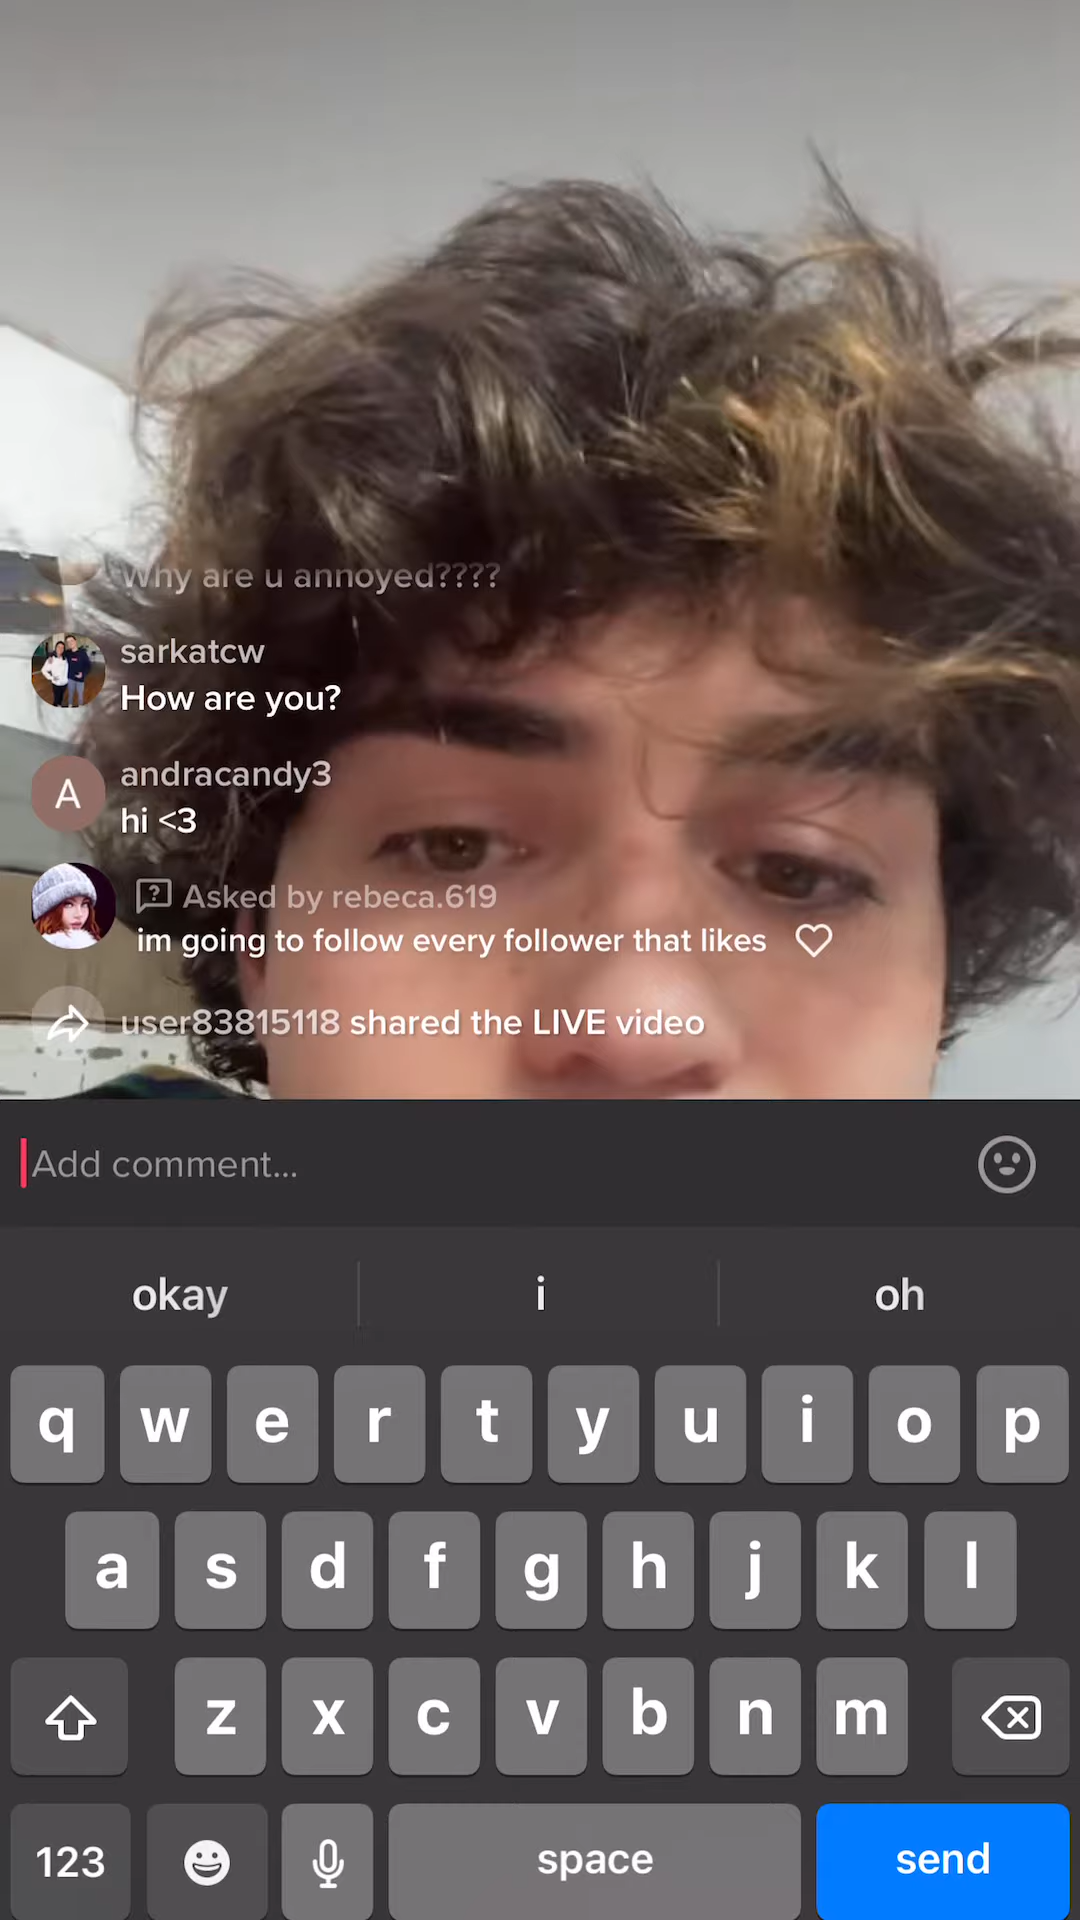 Why are u annoyed????
sarkatcw
How are you?
A
andracandy3
hi <3
? Asked by rebeca.619
im going to follow every follower that likes
user83815118 shared the LIVE video
Add comment...
okay i oh
q w e r t y u i o p
a s d f g h j k l
z x c v b n m
123 space send